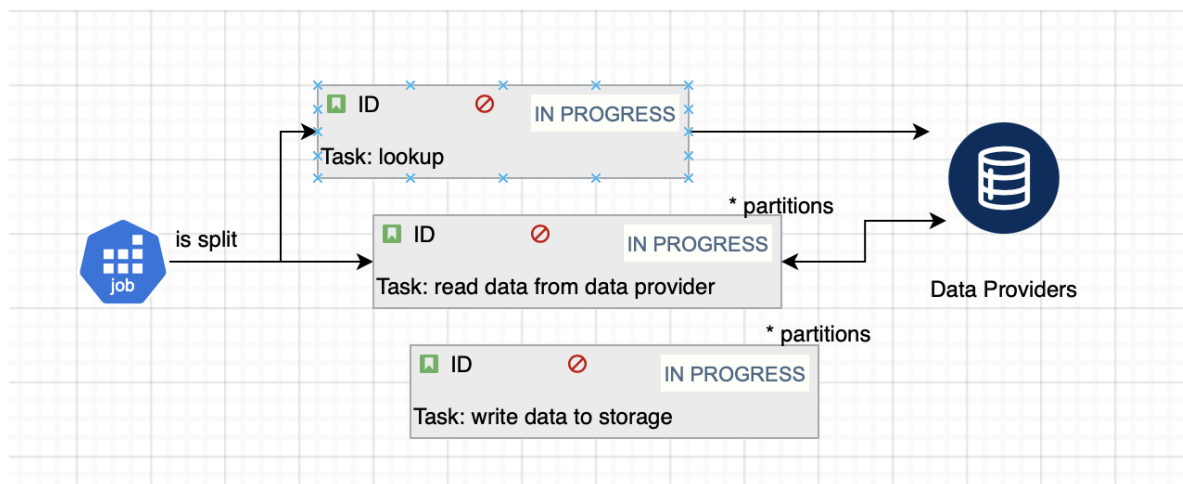 ID
IN PROGRESS
Task: lookup
* partitions
is split
ID
IN PROGRESS
job
Task: read data from data provider
Data Providers
* partitions
ID
IN PROGRESS
Task: write data to storage